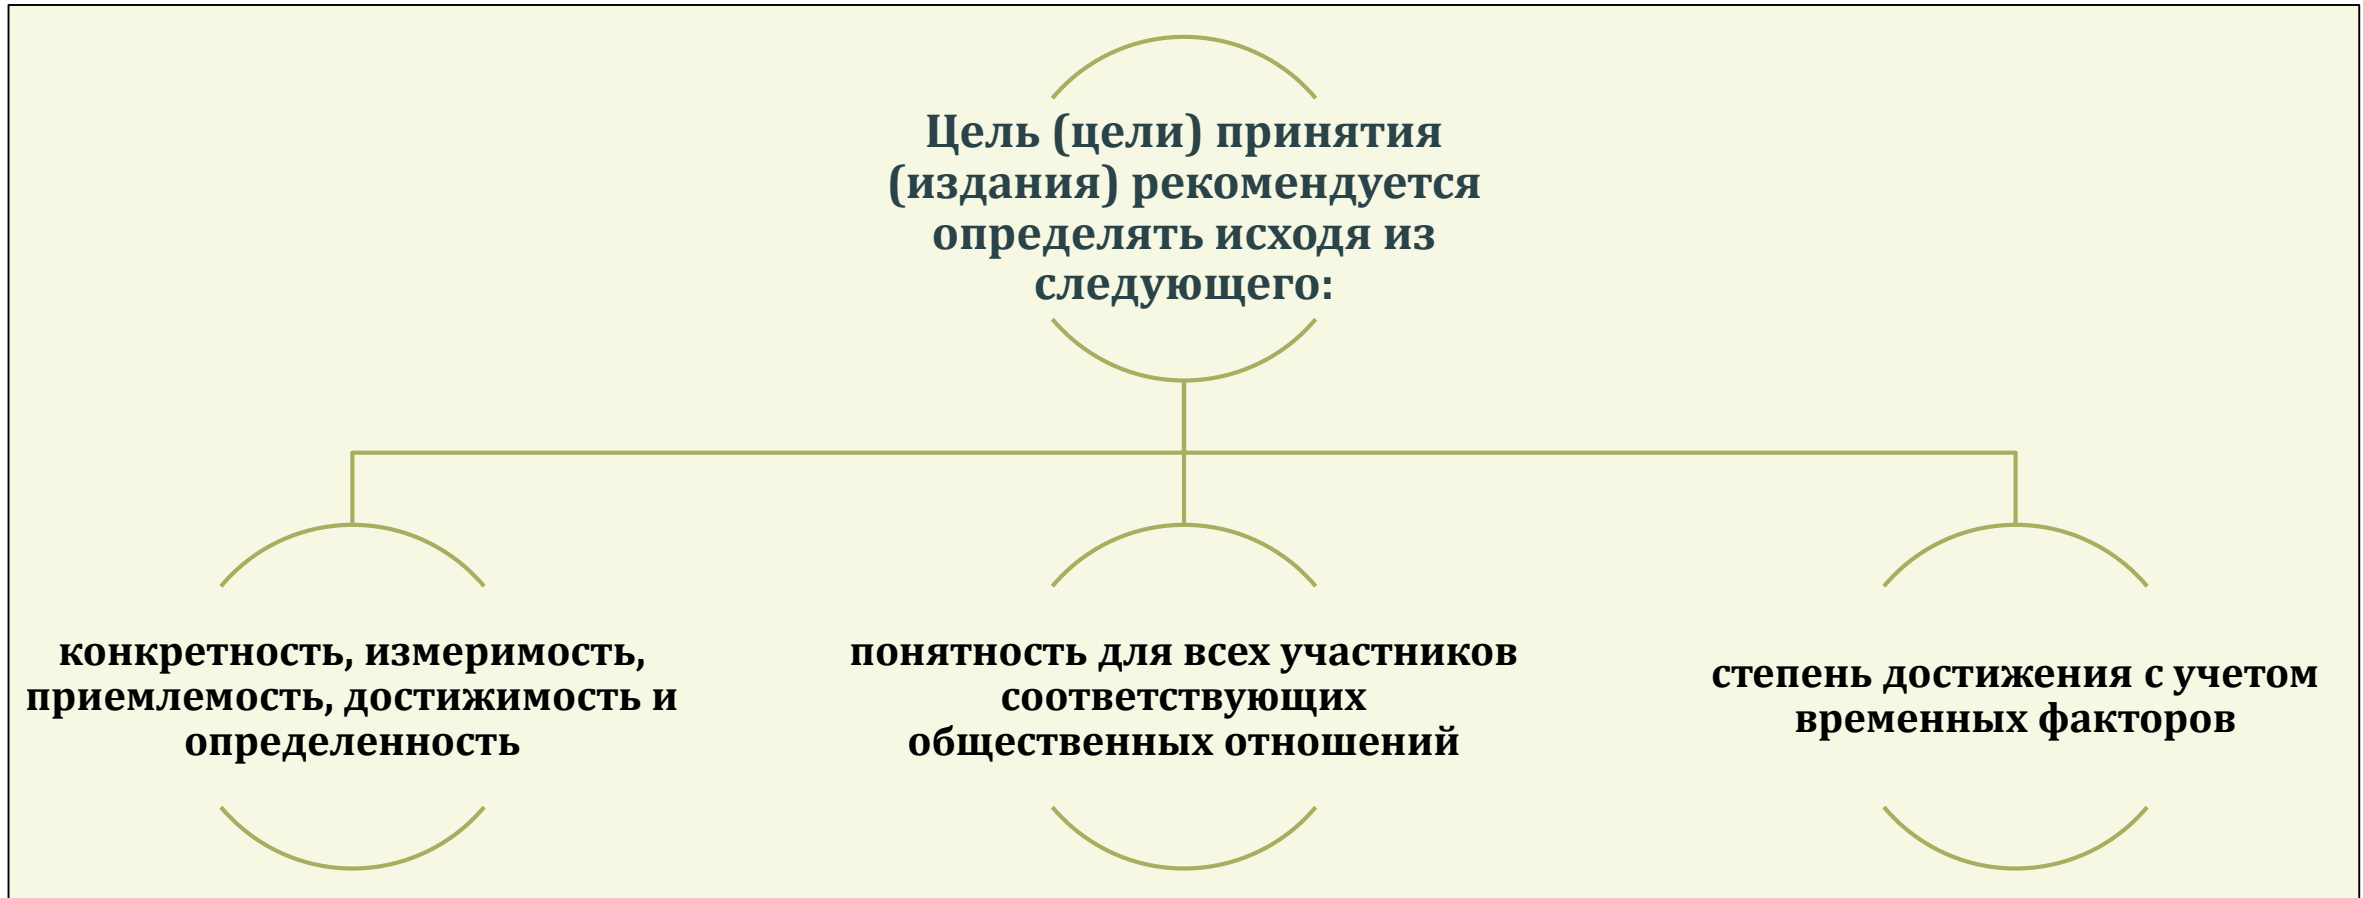 Цель (цели) принятия
(издания) рекомендуется
определять исходя из
следующего:
конкретность, измеримость,
приемлемость, достижимость и
определенность
понятность для всех участников
соответствующих
общественных отношений
степень достижения с учетом
временных факторов